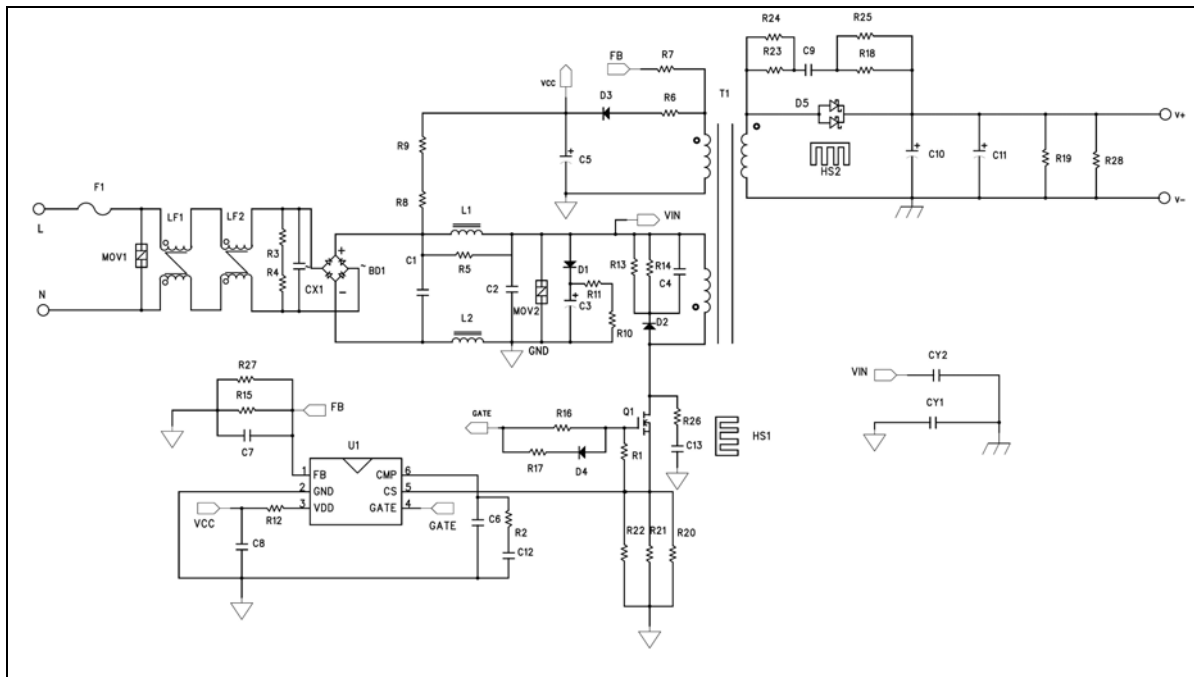 R24
R25
FB
R7
R23
C9
R18
VCC
T1
D3
R6
D5
V+
R9
C5
C10
C11
R19
R28
HS2
F1
R8
V-
LF1
LF2
L1
VIN
L
R3
R13
R14
MOV1
C1
R5
D1
C4
R4
~
~
+
BD1
CX1
C2
R11
C3
N
-
MOV2
R10
L2
D2
GND
CY2
R27
VIN
R15
FB
Q1
GATE
R16
R26
CY1
C7
U1
R17
D4
R1
C13
HS1
1
FB
CMP
6
2
GND
CS
5
3
VDD
GATE
4
VCC
R12
GATE
C6
R2
R22
R21
R20
C8
C12